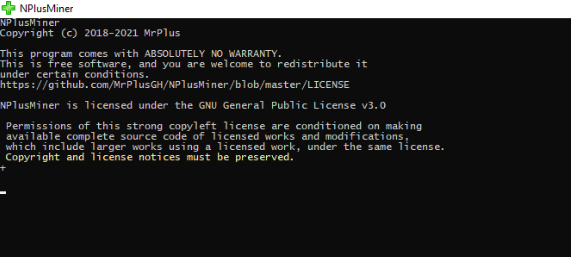 NPlusMiner
NPlusMiner
Copyright (c) 2018-2021 MrPlus
This program comes with ABSOLUTELY NO WARRANTY.
This is free software, and you are welcome to redistribute it
under certain conditions.
https://github.com/MrPlusGH/NPlusMiner/blob/master/LICENSE
NPlusMiner is licensed under the GNU General Public License v3.0
Permissions of this strong copyleft license are conditioned on making
available complete source code of licensed works and modifications,
which include larger works using a licensed work, under the same license.
Copyright and license notices must be preserved.
+